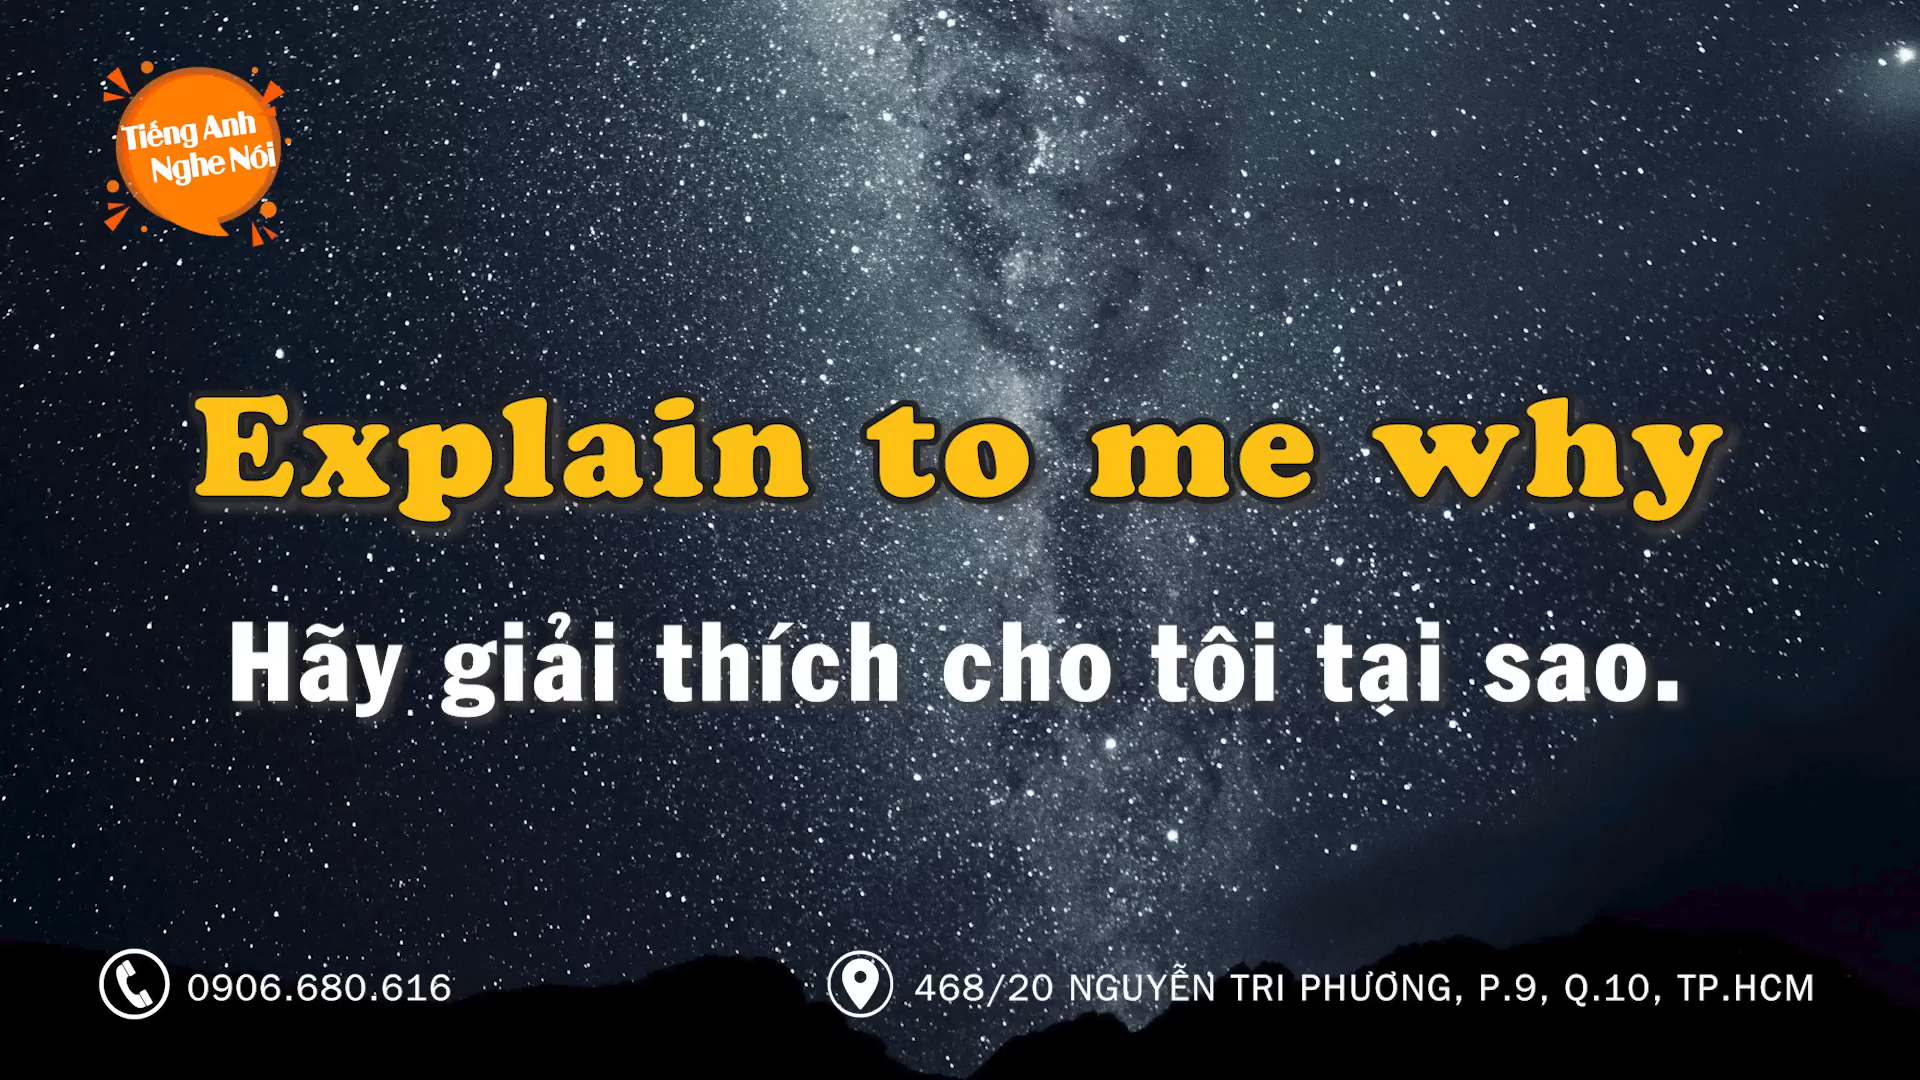 Tiếng Anh
Nghe Nói
Explain to me why
Hãy giải thích cho tôi tại sao.
0906.680.616
468/20 NGUYỄN TRI PHƯƠNG, P.9, Q.10, TP.HCM